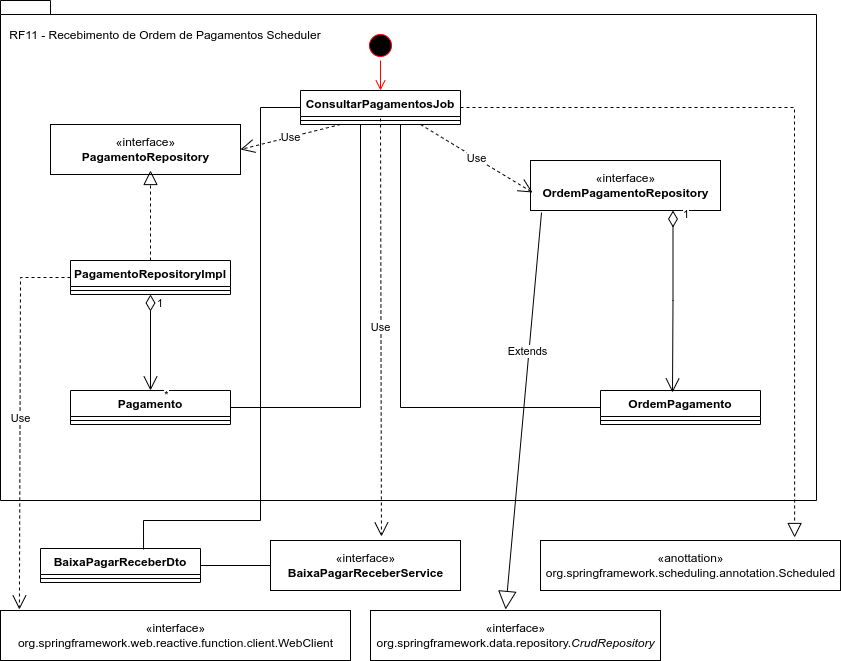 RF11 - Recebimento de Ordem de Pagamentos Scheduler
ConsultarPagamentosJob
«interface»
PagamentoRepository
Use
Use
«interface»
OrdemPagamentoRepository
1
PagamentoRepositoryImpl
1
Use
Extends
*
Pagamento
OrdemPagamento
Use
BaixaPagarReceberDto
«interface»
BaixaPagarReceberService
«anottation»
org.springframework.scheduling.annotation.Scheduled
«interface»
org.springframework.web.reactive.function.client.WebClient
«interface»
org.springframework.data.repository.CrudRepository